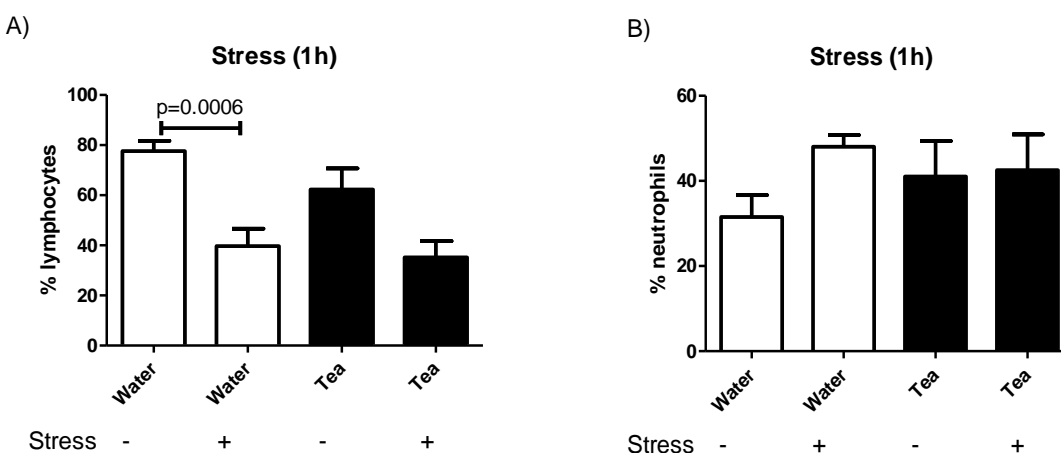 A)
Stress (1h)
% lymphocytes
100
80
60
40
20
0
p=0.0006
Water Water Tea Tea
Stress - + - +
B)
Stress (1h)
% neutrophils
60
40
20
0
Water Water Tea Tea
Stress - + - +